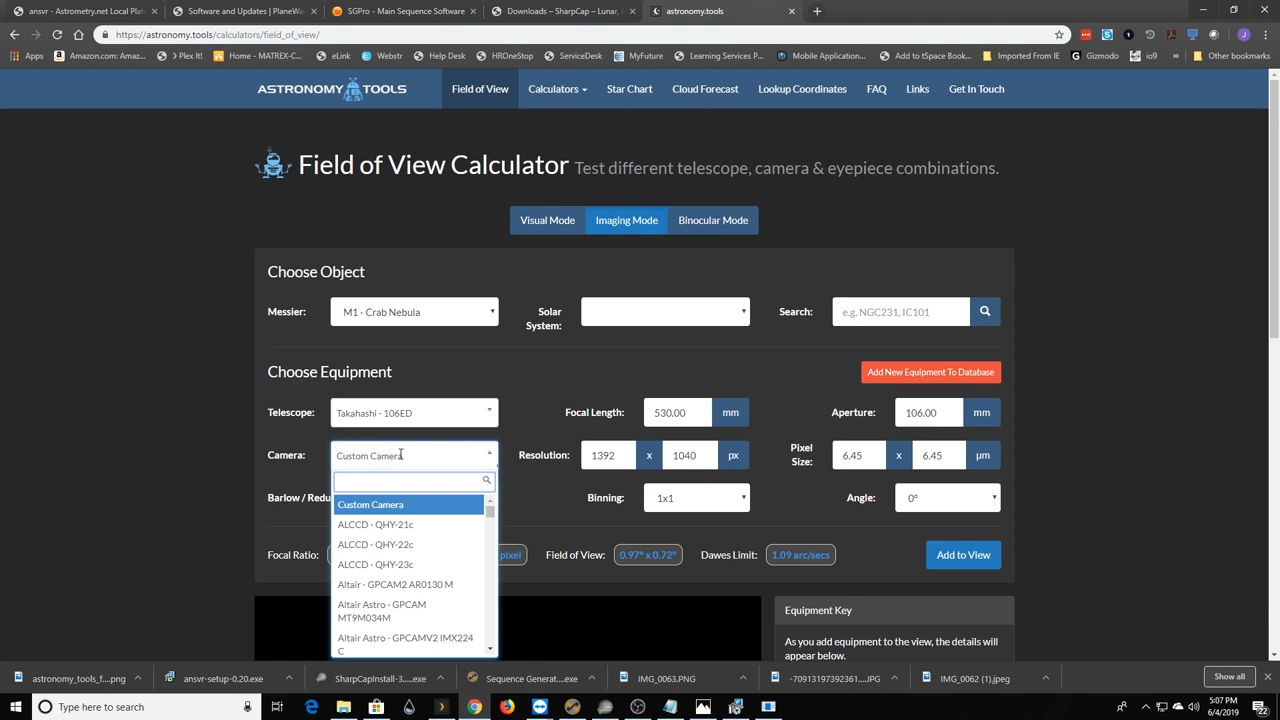 ansvr - Astrometry.net Local Plat
Software and Updates | PlaneWa
SGPro - Main Sequence Software
Downloads – SharpCap – Lunar,
astronomy.tools
https://astronomy.tools/calculators/field_of_view/
Apps
Amazon.com: Amaz...
> Plex It!
Home - MATREX-C...
eLink
Webstr
Help Desk
HROneStop
ServiceDesk
MyFuture
Learning Services P...
Mobile Application...
Add to tSpace Book...
Imported From IE
Gizmodo
io9
»
Other bookmarks
ASTRONOMY TOOLS
Field of View
Calculators
Star Chart
Cloud Forecast
Lookup Coordinates
FAQ
Links
Get In Touch
Field of View Calculator Test different telescope, camera & eyepiece combinations.
Visual Mode
Imaging Mode
Binocular Mode
Choose Object
Messier:
M1 - Crab Nebula
Solar
System:
Search:
e.g. NGC231, IC101
Choose Equipment
Add New Equipment To Database
Telescope:
Takahashi - 106ED
Focal Length:
530.00
mm
Aperture:
106.00
mm
Camera:
Custom Camera
Resolution:
1392
x
1040
px
Pixel
Size:
6.45
x
6.45
µm
Barlow / Redu
Binning:
1x1
Angle:
0°
Custom Camera
ALCCD - QHY-21c
ALCCD - QHY-22c
ALCCD - QHY-23c
Altair - GPCAM2 AR0130 M
Altair Astro - GPCAM
MT9M034M
Altair Astro - GPCAMV2 IMX224
C
Focal Ratio:
pixel
Field of View:
0.97° x 0.72°
Dawes Limit:
1.09 arc/secs
Add to View
Equipment Key
As you add equipment to the view, the details will
appear below.
astronomy_tools_f....png
ansvr-setup-0.20.exe
SharpCapInstall-3....exe
Sequence Generat....exe
IMG_0063.PNG
-70913197392361....JPG
IMG_0062 (1).jpeg
Show all
Type here to search
5:07 PM
6/4/2019
22